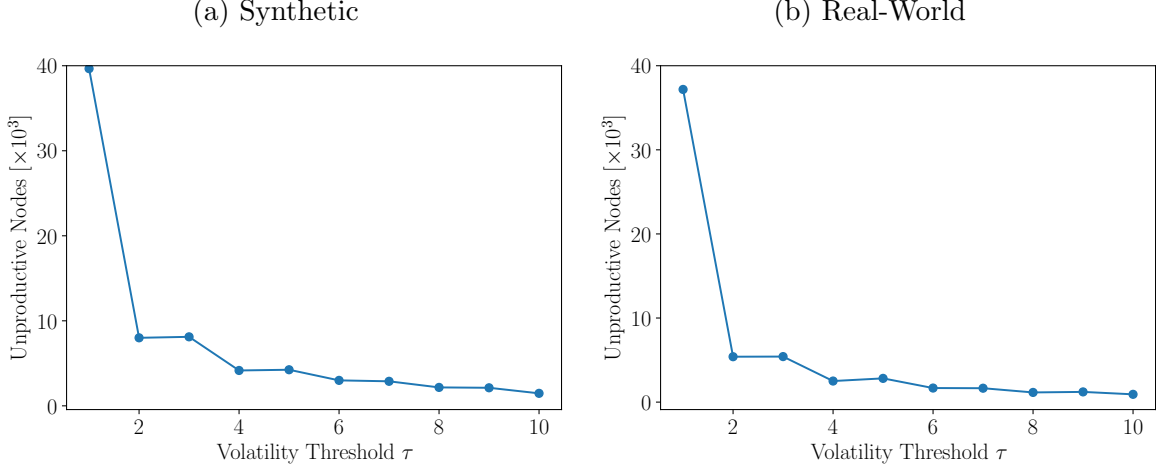 (a) Synthetic
40
30
20
10
0
Unproductive Nodes [×10³]
2 4 6 8 10
Volatility Threshold τ
(b) Real-World
40
30
20
10
0
Unproductive Nodes [×10³]
2 4 6 8 10
Volatility Threshold τ